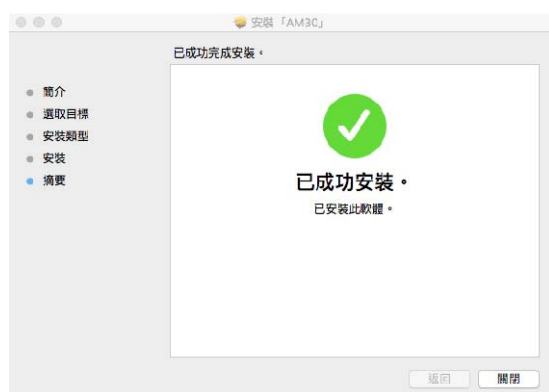 安裝「AM3C」
已成功完成安裝。
簡介
選取目標
安裝類型
安裝
摘要
已成功安裝。
已安裝此軟體。
返回
關閉